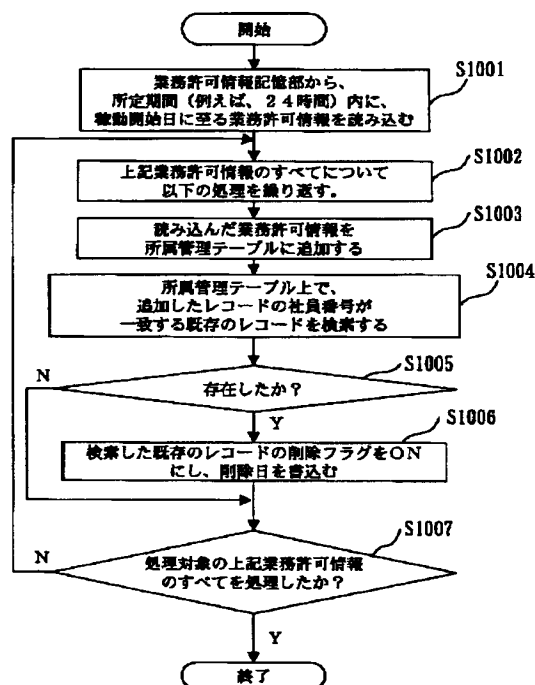 開始
S1001
業務許可情報記憶部から、
所定期間（例えば、２４時間）内に、
稼動開始日に至る業務許可情報を読み込む
S1002
上記業務許可情報のすべてについて
以下の処理を繰り返す。
S1003
読み込んだ業務許可情報を
所属管理テーブルに追加する
S1004
所属管理テーブル上で、
追加したレコードの社員番号が
一致する既存のレコードを検索する
S1005
N
存在したか？
Y
S1006
検索した既存のレコードの削除フラグをＯＮ
にし、削除日を書込む
S1007
N
処理対象の上記業務許可情報
のすべてを処理したか？
Y
終了